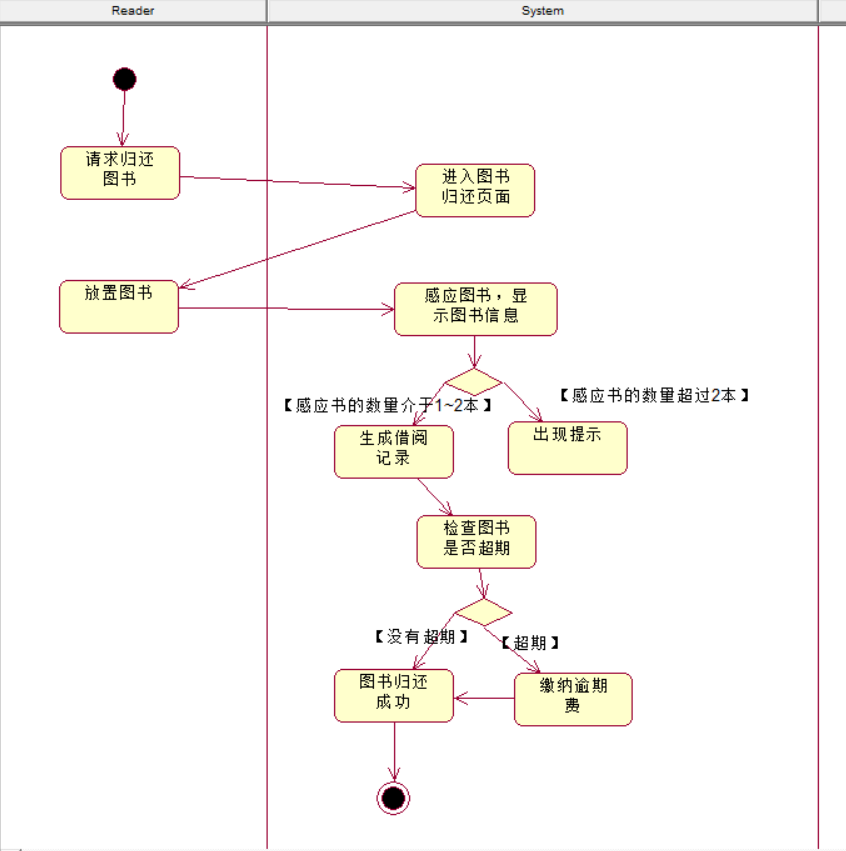 Reader
System
请求归还
图书
进入图书
归还页面
放置图书
感应图书，显
示图书信息
【感应书的数量介于1~2本】
【感应书的数量超过2本】
生成借阅
记录
出现提示
检查图书
是否超期
【没有超期】
【超期】
图书归还
成功
缴纳逾期
费